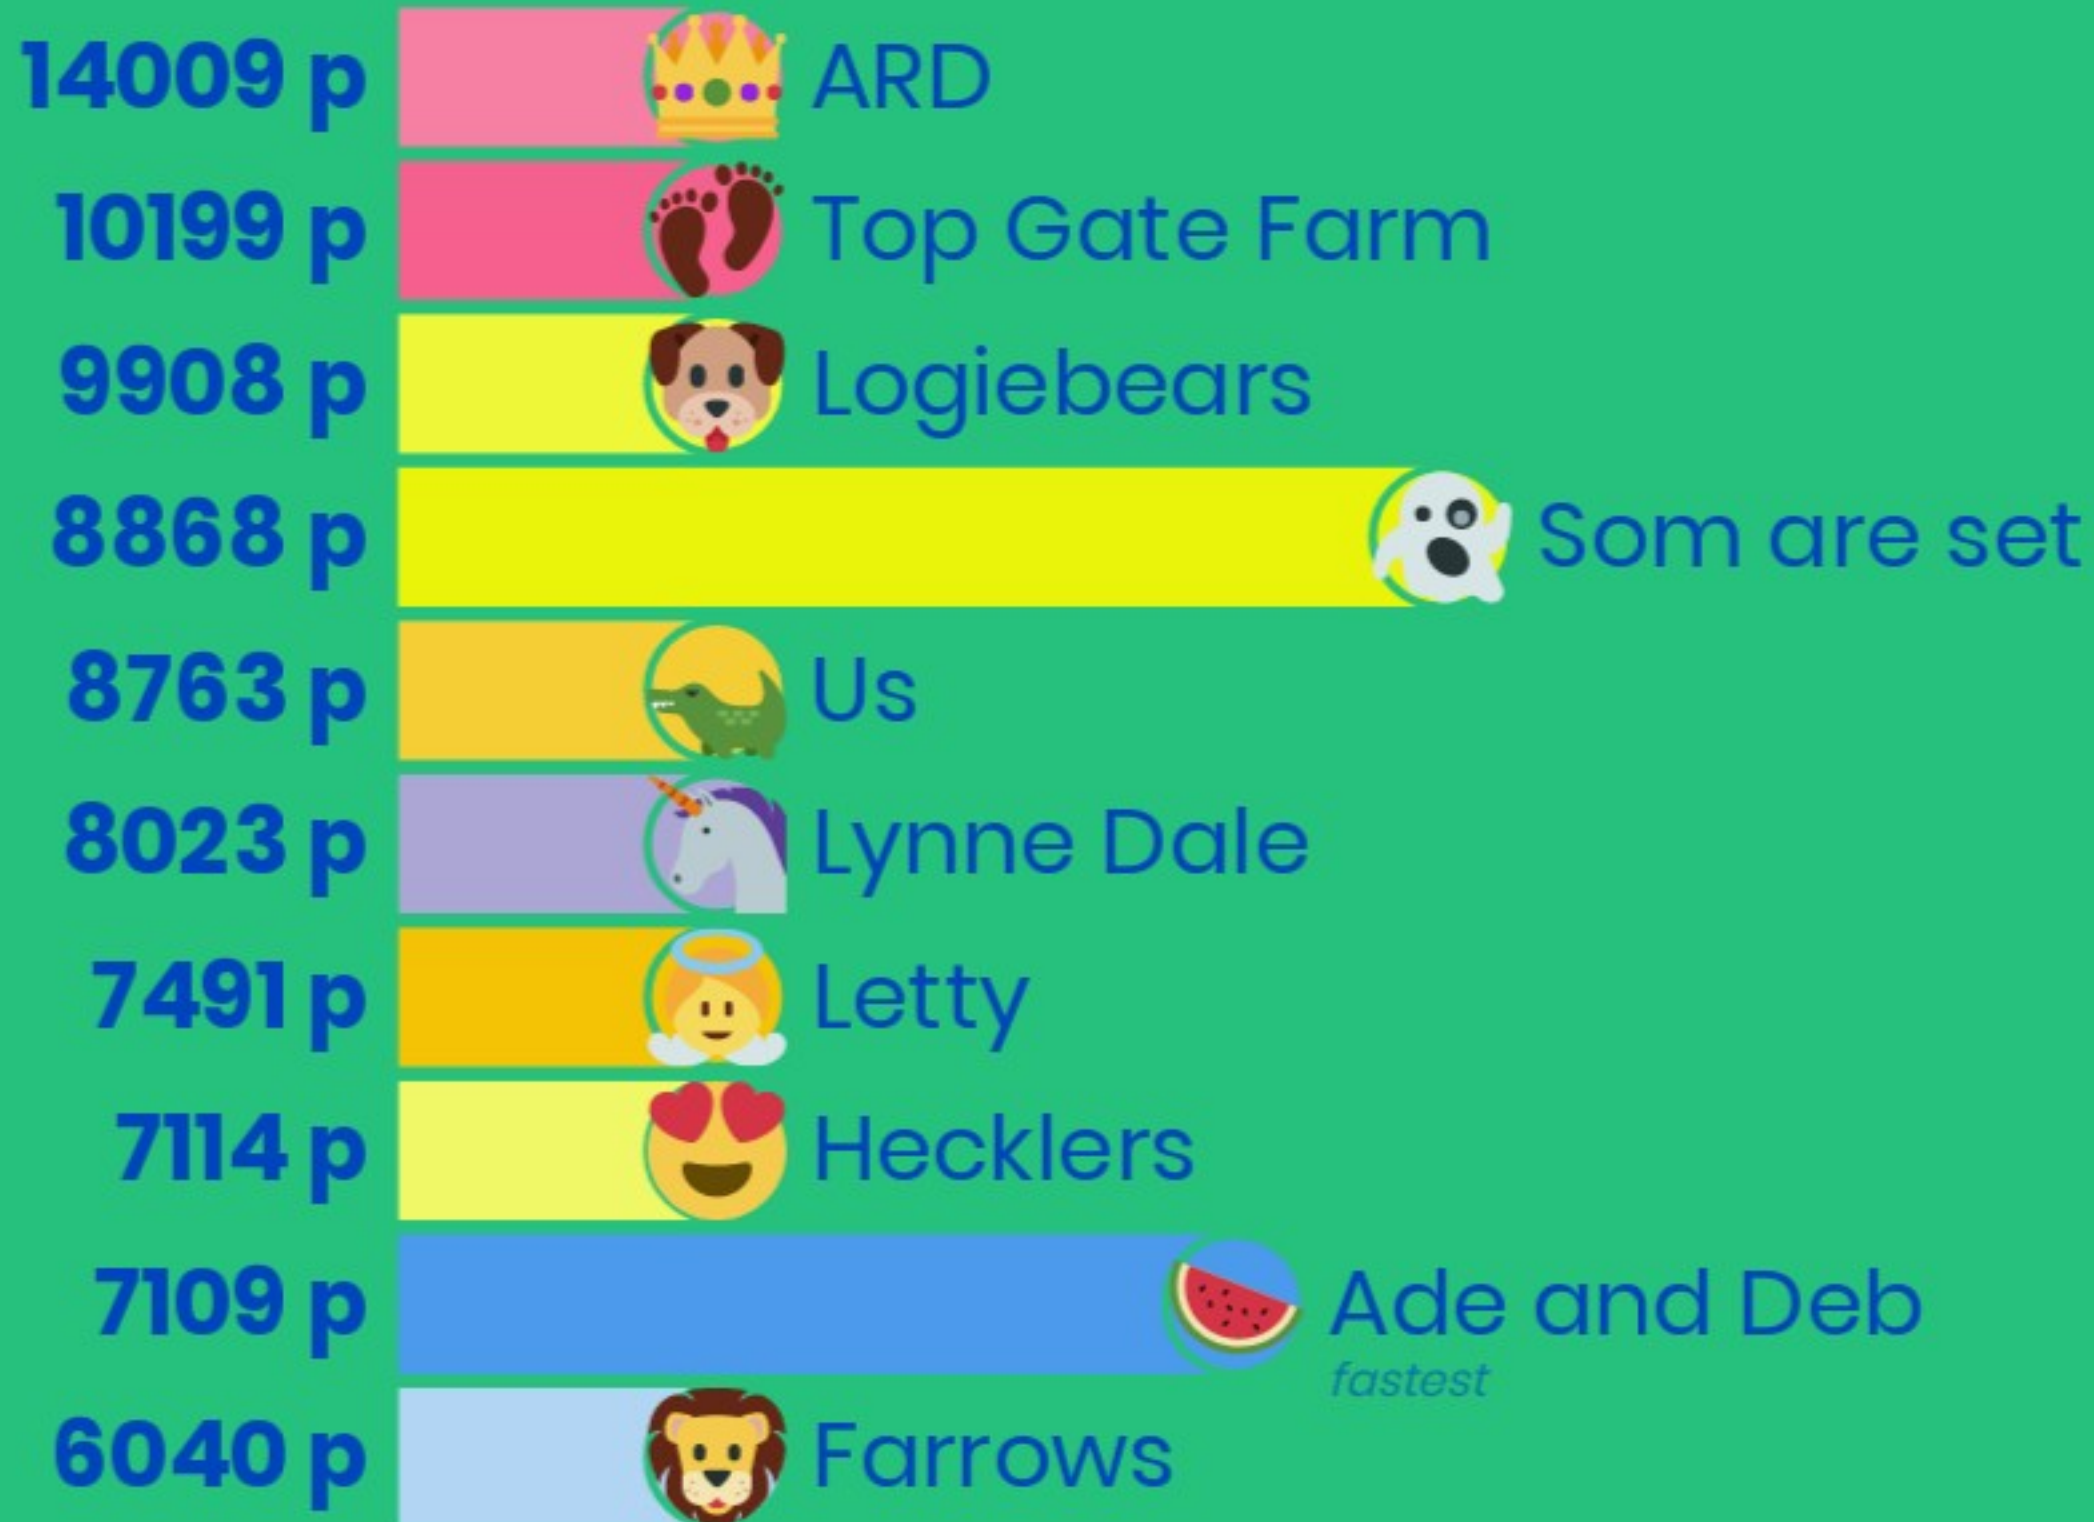 14009 p ARD
10199 p Top Gate Farm
9908 p Logiebears
8868 p Som are set
8763 p Us
8023 p Lynne Dale
7491 p Letty
7114 p Hecklers
7109 p Ade and Deb
fastest
6040 p Farrows